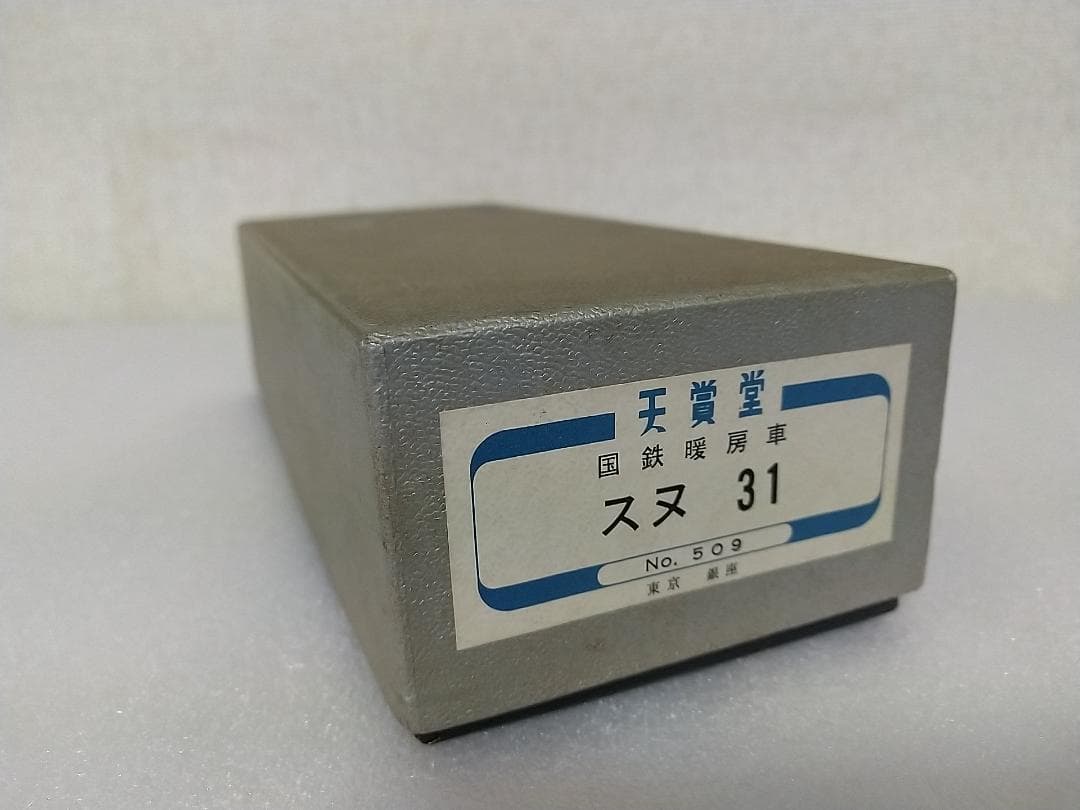 天賞堂
国鉄暖房車
スヌ 31
No. 509
東京 銀座